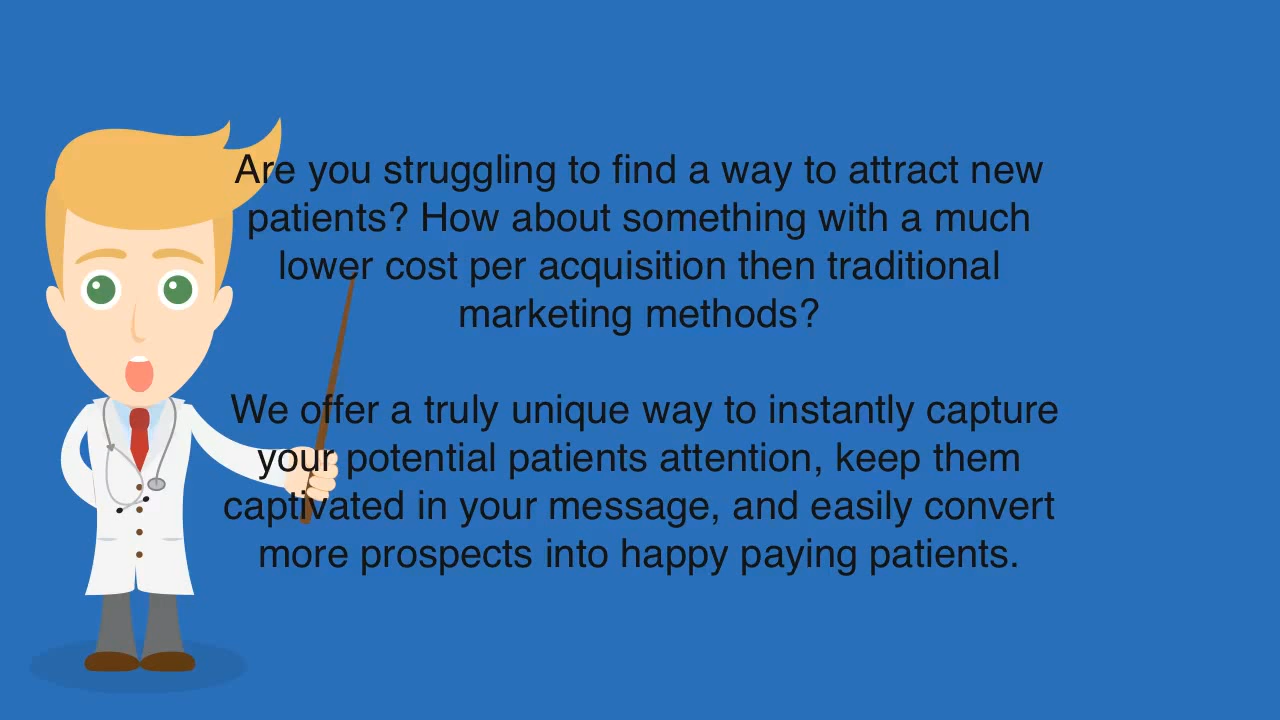 Are you struggling to find a way to attract new
patients? How about something with a much
lower cost per acquisition then traditional
marketing methods?
We offer a truly unique way to instantly capture
your potential patients attention, keep them
captivated in your message, and easily convert
more prospects into happy paying patients.